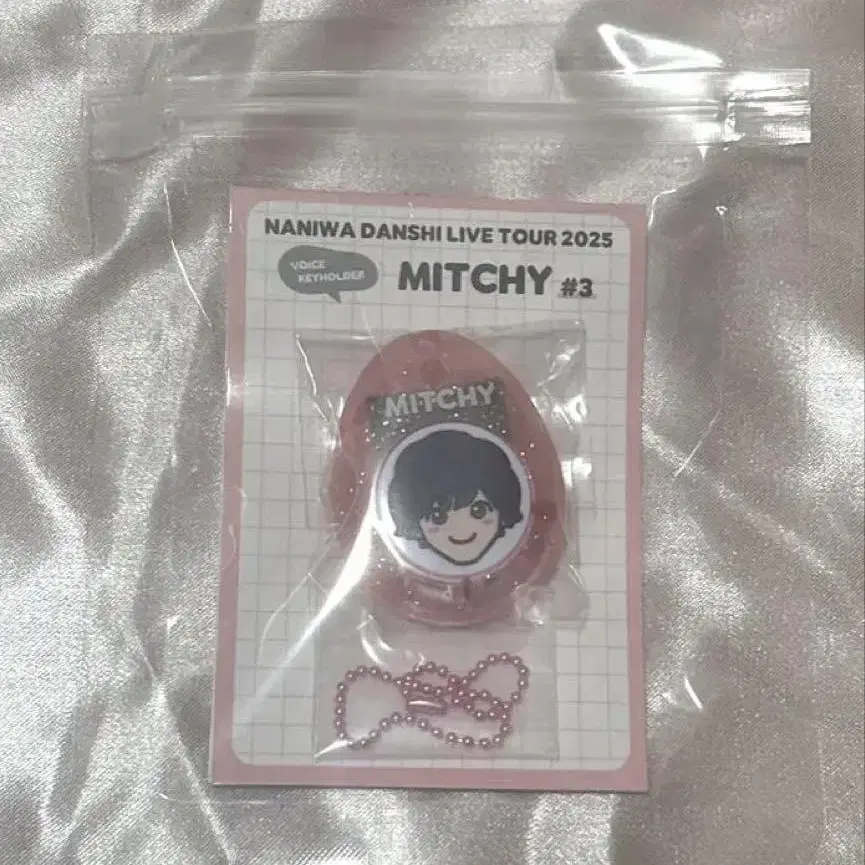 NANIWA DANSHI LIVE TOUR 2025
VOICE
KEYHOLDER
MITCHY #3
MITCHY